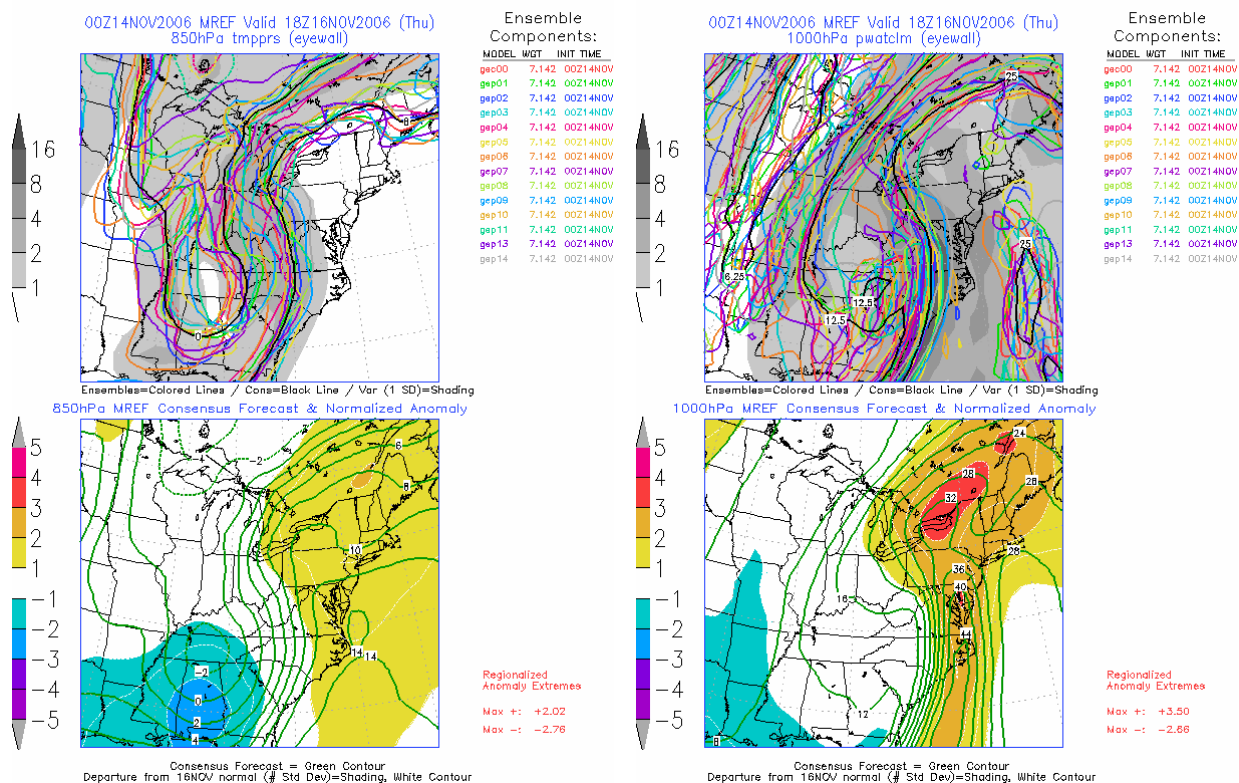 00Z14NOV2006 MREF Valid 18Z16NOV2006 (Thu)
850hPa tmpprs (eyewall)
Ensemble
Components:
MODEL WGT INIT TIME
gec00 7.142 00Z14NOV
gep01 7.142 00Z14NOV
gep02 7.142 00Z14NOV
gep03 7.142 00Z14NOV
gep04 7.142 00Z14NOV
gep05 7.142 00Z14NOV
gep06 7.142 00Z14NOV
gep07 7.142 00Z14NOV
gep08 7.142 00Z14NOV
gep09 7.142 00Z14NOV
gep10 7.142 00Z14NOV
gep11 7.142 00Z14NOV
gep13 7.142 00Z14NOV
gep14 7.142 00Z14NOV
16
8
4
2
1
8
0
Ensembles=Colored Lines / Cons=Black Line / Var (1 SD)=Shading
00Z14NOV2006 MREF Valid 18Z16NOV2006 (Thu)
1000hPa pwatclm (eyewall)
Ensemble
Components:
MODEL WGT INIT TIME
gec00 7.142 00Z14NOV
gep01 7.142 00Z14NOV
gep02 7.142 00Z14NOV
gep03 7.142 00Z14NOV
gep04 7.142 00Z14NOV
gep05 7.142 00Z14NOV
gep06 7.142 00Z14NOV
gep07 7.142 00Z14NOV
gep08 7.142 00Z14NOV
gep09 7.142 00Z14NOV
gep10 7.142 00Z14NOV
gep11 7.142 00Z14NOV
gep13 7.142 00Z14NOV
gep14 7.142 00Z14NOV
16
8
4
2
1
25
25
6.25
12.5
12.5
Ensembles=Colored Lines / Cons=Black Line / Var (1 SD)=Shading
850hPa MREF Consensus Forecast & Normalized Anomaly
5
4
3
2
1
-1
-2
-3
-4
-5
-2
6
8
10
14
14
-2
0
2
4
Regionalized
Anomaly Extremes
Max +: +2.02
Max -: -2.76
Consensus Forecast = Green Contour
Departure from 16NOV normal (# Std Dev)=Shading, White Contour
1000hPa MREF Consensus Forecast & Normalized Anomaly
5
4
3
2
1
-1
-2
-3
-4
-5
24
28
28
32
28
36
40
16
44
12
8
Regionalized
Anomaly Extremes
Max +: +3.50
Max -: -2.66
Consensus Forecast = Green Contour
Departure from 16NOV normal (# Std Dev)=Shading, White Contour